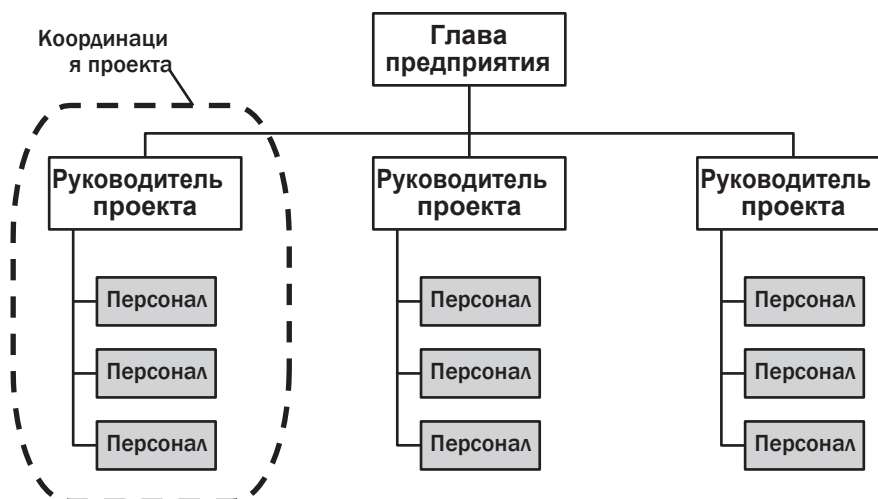 Координаци
я проекта
Глава
предприятия
Руководитель
проекта
Руководитель
проекта
Руководитель
проекта
Персонал
Персонал
Персонал
Персонал
Персонал
Персонал
Персонал
Персонал
Персонал